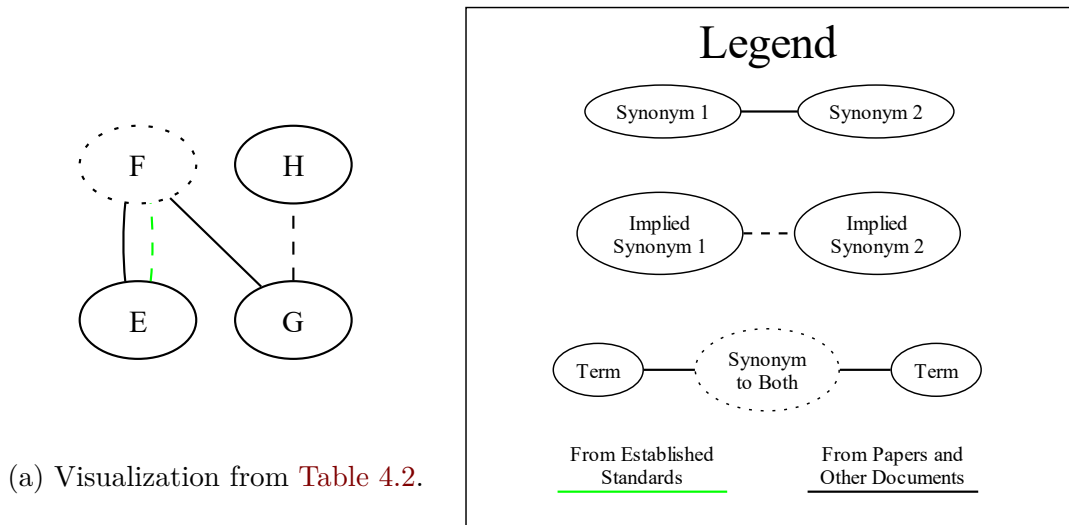 F
H
E
G
(a) Visualization from Table 4.2.
Legend
Synonym 1
Synonym 2
Implied
Synonym 1
Implied
Synonym 2
Term
Synonym
to Both
Term
From Established
Standards
From Papers and
Other Documents